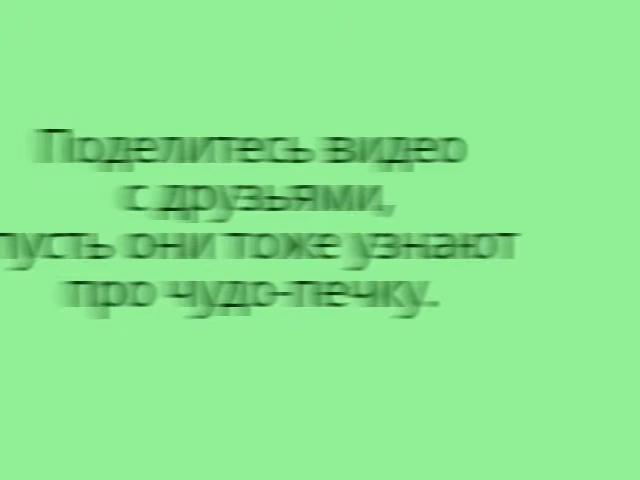 Поделитесь видео
с друзьями,
пусть они тоже узнают
про чудо-печку.